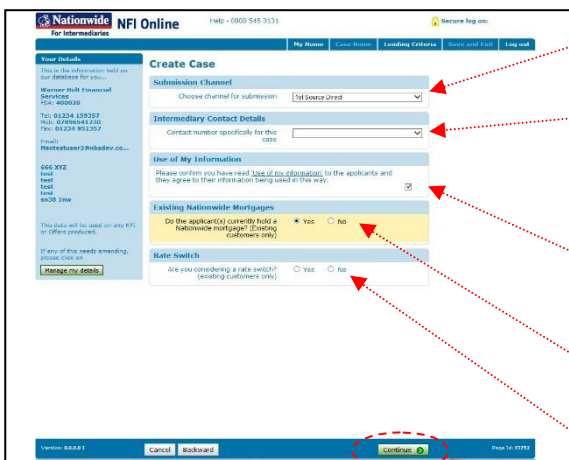 Nationwide
For Intermediaries
NFI Online
Help - 0800 545 3131
Secure log on:
My Home
Case Home
Lending Criteria
Save and Exit
Log out
Your Details
This is the information held on
our database for you...
Warner Holt Financial
Services
FSA: 400020
Tel: 01234 159357
Mob: 07896541230
Fax: 01234 951357
Email:
Mastestuser2@nbadev.co...
666 XYZ
test
test
test
test
sn38 1nw
This data will be used on any KFI
or Offers produced.
If any of this needs amending,
please click on
Manage my details
Create Case
Submission Channel
Choose channel for submission
1st Source Direct
Intermediary Contact Details
Contact number specifically for this
case
Use of My Information
Please confirm you have read 'Use of my information' to the applicants and
they agree to their information being used in this way.
Existing Nationwide Mortgages
Do the applicant(s) currently hold a
Nationwide mortgage? (Existing
customers only)
Yes
No
Rate Switch
Are you considering a rate switch?
(existing customers only)
Yes
No
Cancel
Backward
Continue
Page Id: